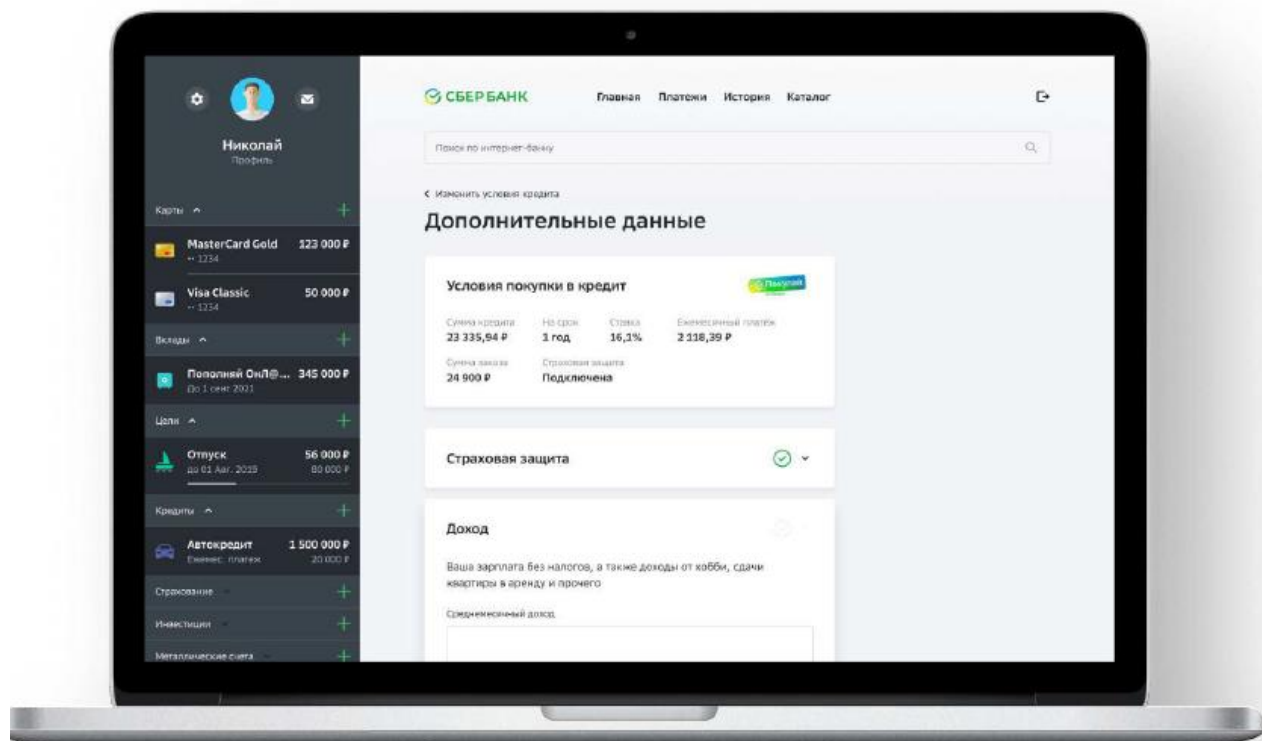 Николай
Профиль
Карты
MasterCard Gold 123 000 ₽
•• 1234
Visa Classic 50 000 ₽
•• 1234
Вклады
Пополняй ОнЛ@... 345 000 ₽
До 1 сент 2021
Цели
Отпуск 56 000 ₽
до 01 Авг. 2019 80 000 ₽
Кредиты
Автокредит 1 500 000 ₽
Ежемес. платеж 20 000 ₽
Страхование
Инвестиции
Металлические счета
СБЕРБАНК Главная Платежи История Каталог
Поиск по интернет-банку
Изменить условия кредита
Дополнительные данные
Условия покупки в кредит
Покупай
Сумма кредита На срок Ставка Ежемесячный платёж
23 335,94 ₽ 1 год 16,1% 2 118,39 ₽
Сумма заказа Страховая защита
24 900 ₽ Подключена
Страховая защита
Доход
Ваша зарплата без налогов, а также доходы от хобби, сдачи
квартиры в аренду и прочего
Среднемесячный доход